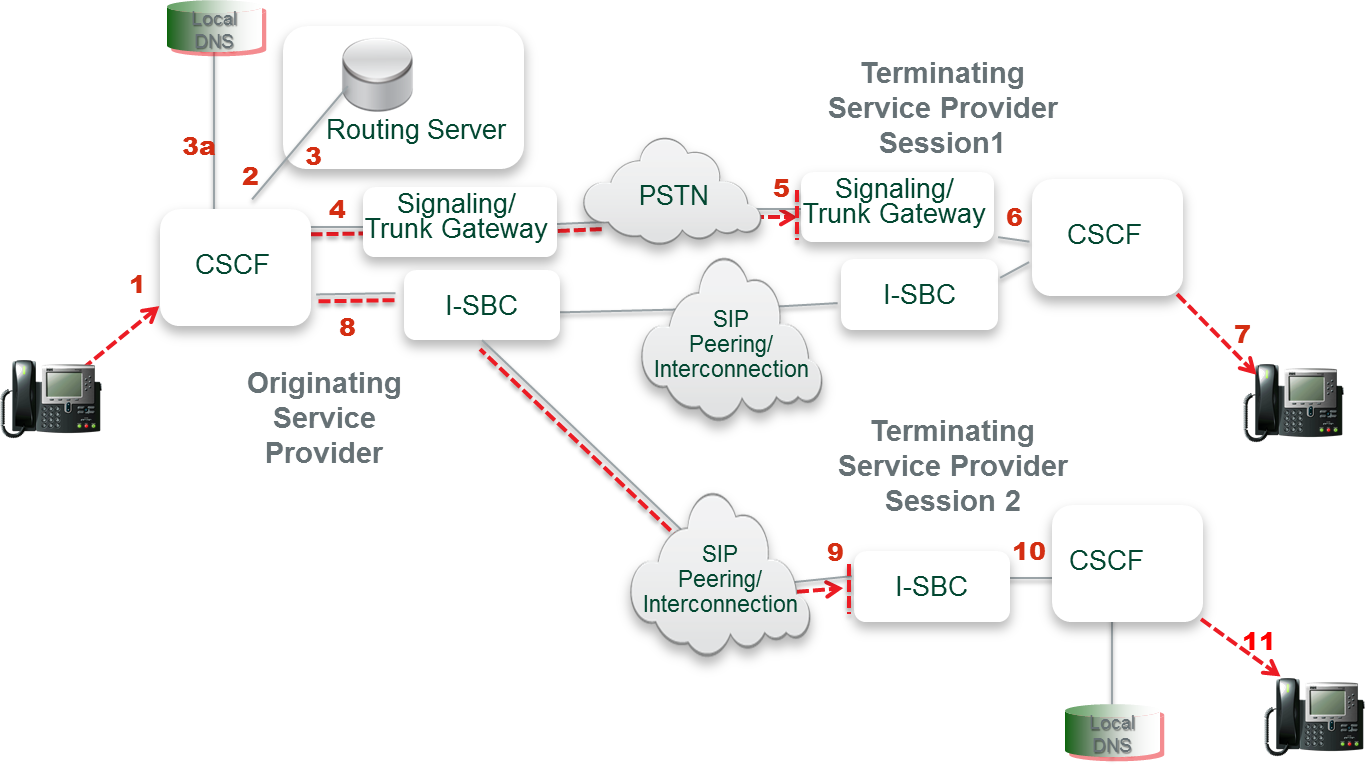 Local
DNS
Routing Server
3a
2
3
Terminating
Service Provider
Session1
4
Signaling/
Trunk Gateway
PSTN
5
Signaling/
Trunk Gateway
6
CSCF
CSCF
1
8
I-SBC
SIP
Peering/
Interconnection
I-SBC
7
Originating
Service
Provider
Terminating
Service Provider
Session 2
SIP
Peering/
Interconnection
9
I-SBC
10
CSCF
11
Local
DNS